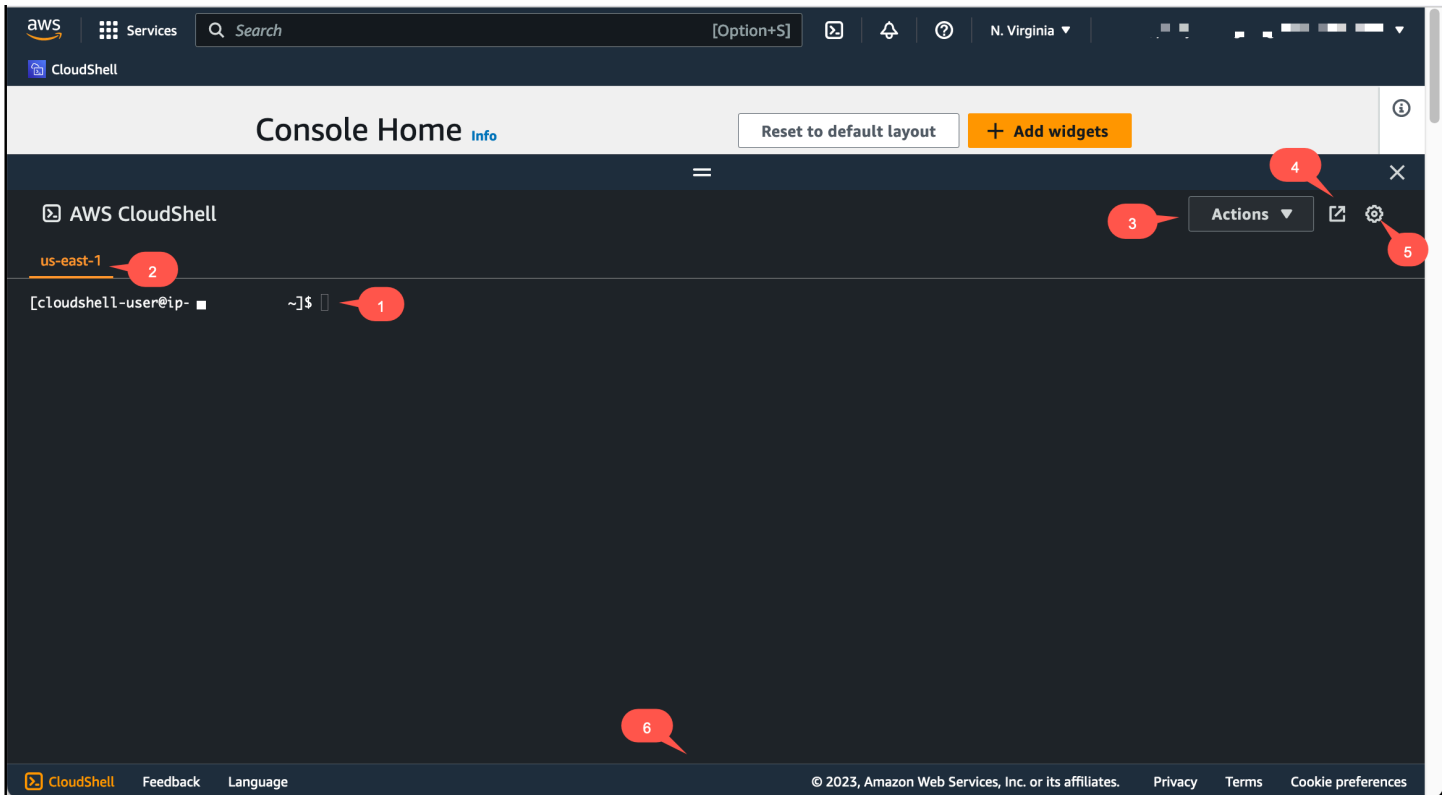 aws Services Search [Option+S] N. Virginia
CloudShell
Console Home Info Reset to default layout + Add widgets
4
AWS CloudShell 3 Actions
5
us-east-1 2
[cloudshell-user@ip- ~]$ 1
6
CloudShell Feedback Language © 2023, Amazon Web Services, Inc. or its affiliates. Privacy Terms Cookie preferences